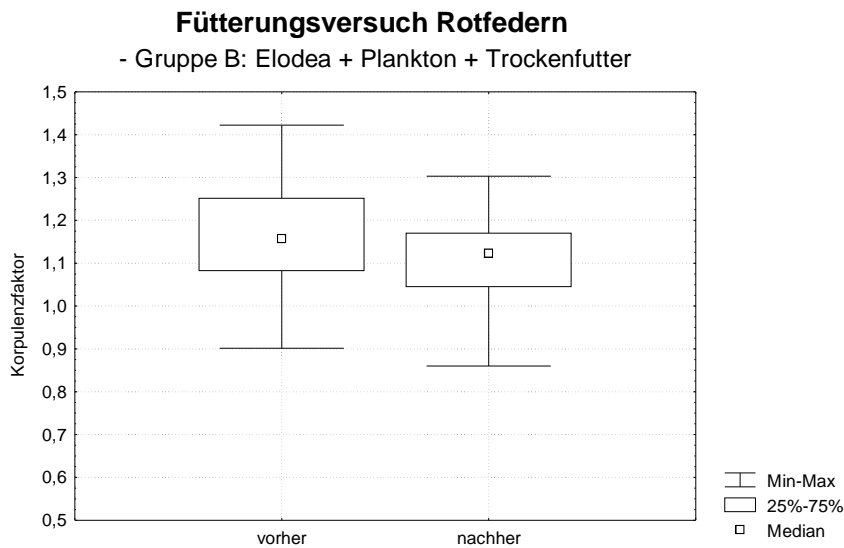 Fütterungsversuch Rotfedern
- Gruppe B: Elodea + Plankton + Trockenfutter
Korpulenzfaktor
1,5
1,4
1,3
1,2
1,1
1,0
0,9
0,8
0,7
0,6
0,5
vorher
nachher
Min-Max
25%-75%
Median